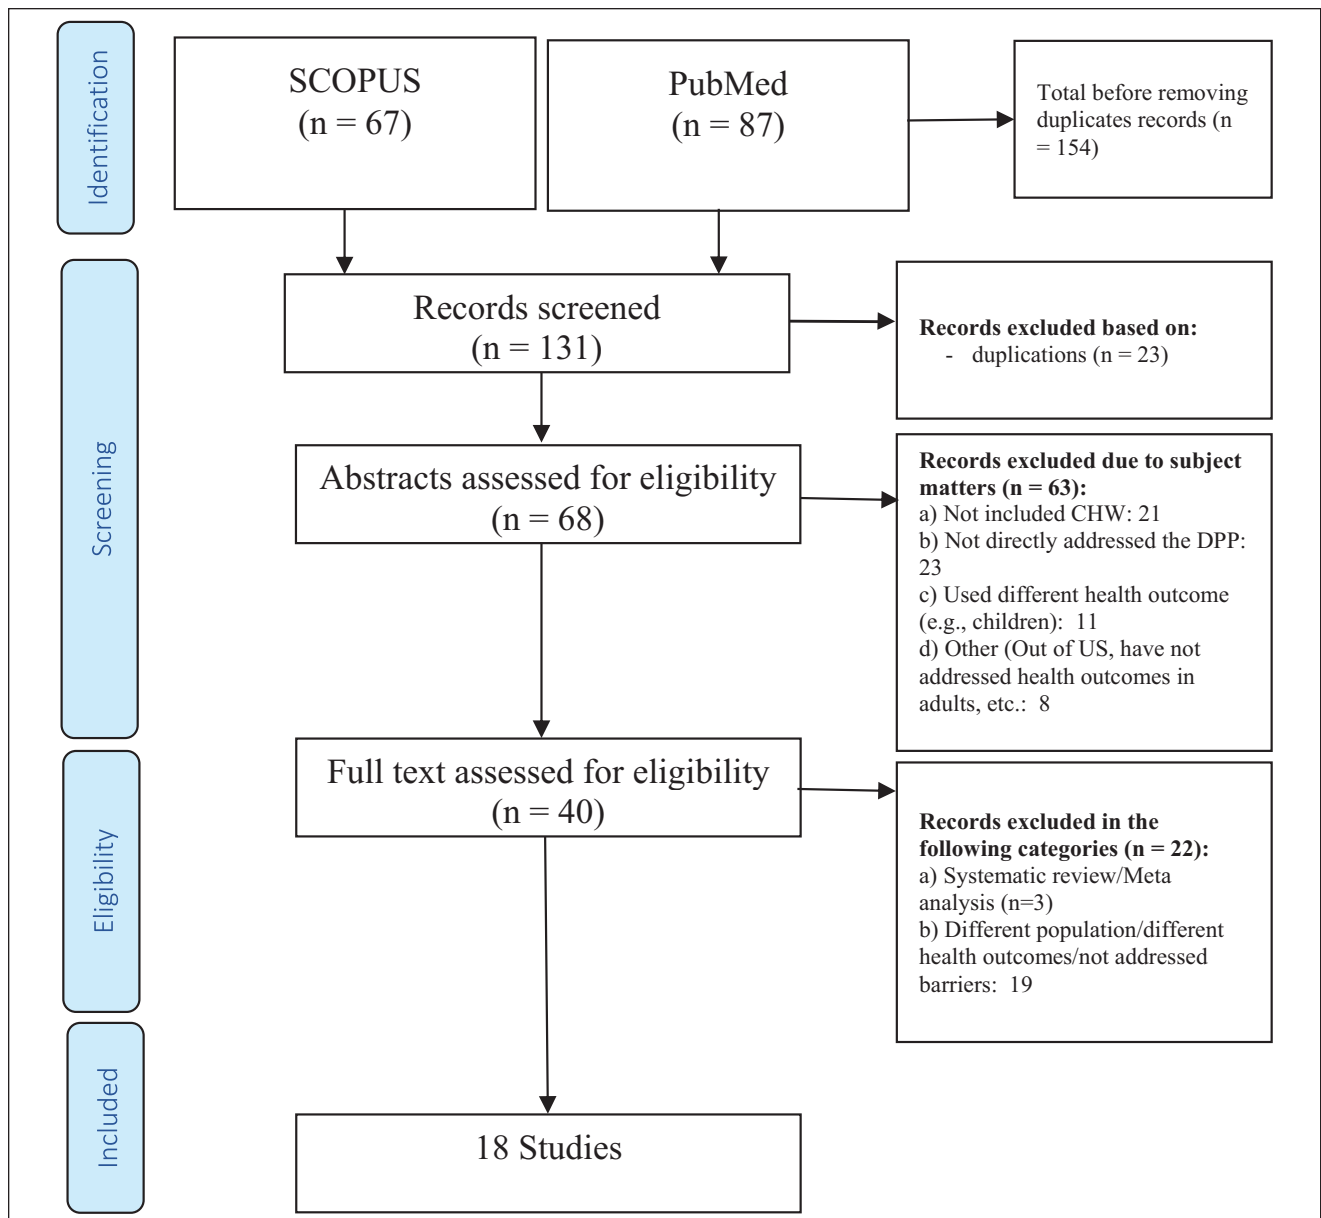 Identification
SCOPUS
(n = 67)
PubMed
(n = 87)
Total before removing
duplicates records (n
= 154)
Screening
Records screened
(n = 131)
Records excluded based on:
- duplications (n = 23)
Abstracts assessed for eligibility
(n = 68)
Records excluded due to subject
matters (n = 63):
a) Not included CHW: 21
b) Not directly addressed the DPP:
23
c) Used different health outcome
(e.g., children): 11
d) Other (Out of US, have not
addressed health outcomes in
adults, etc.: 8
Eligibility
Full text assessed for eligibility
(n = 40)
Records excluded in the
following categories (n = 22):
a) Systematic review/Meta
analysis (n=3)
b) Different population/different
health outcomes/not addressed
barriers: 19
Included
18 Studies